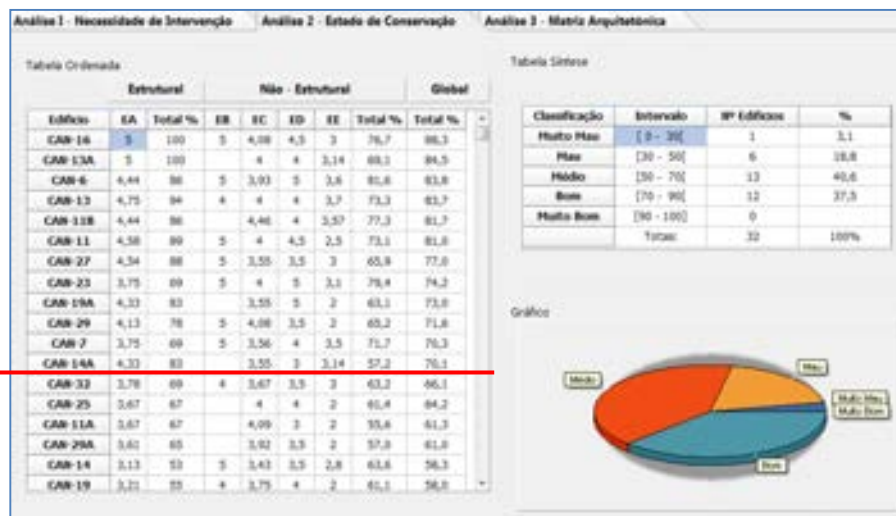 Análise I - Necessidade de Intervenção Análise 2 - Estado de Conservação Análise 3 - Matriz Arquitetónica
Tabela Ordenada
Estrutural Não - Estrutural Global
Edifício EA Total % EB EC ED EE Total % Total %
CAN-16 5 100 5 4,08 4,5 3 76,7 88,3
CAN-13A 5 100 4 4 3,14 69,1 84,5
CAN-6 4,44 86 5 3,93 5 3,6 81,6 83,8
CAN-13 4,75 94 4 4 4 3,7 73,3 83,7
CAN-11B 4,44 86 4,46 4 3,57 77,3 81,7
CAN-11 4,58 89 5 4 4,5 2,5 73,1 81,0
CAN-27 4,54 88 5 3,55 3,5 3 65,9 77,0
CAN-23 3,75 69 5 4 5 3,1 79,4 74,2
CAN-19A 4,33 83 3,55 5 2 63,1 73,0
CAN-29 4,13 78 5 4,08 3,5 2 65,2 71,6
CAN-7 3,75 69 5 3,56 4 3,5 71,7 70,3
CAN-14A 4,33 83 3,55 3 3,14 57,2 70,1
CAN-32 3,78 69 4 3,67 3,5 3 63,2 66,1
CAN-25 3,67 67 4 4 2 61,4 64,2
CAN-11A 3,67 67 4,09 3 2 55,6 61,3
CAN-29A 3,61 65 3,92 3,5 2 57,0 61,0
CAN-14 3,13 53 5 3,43 3,5 2,8 63,6 58,3
CAN-19 3,21 55 4 3,75 4 2 61,1 58,0
Tabela Síntese
Classificação Intervalo Nº Edifícios %
Muito Mau [ 0 - 30[ 1 3,1
Mau [30 - 50[ 6 18,8
Médio [50 - 70[ 13 40,6
Bom [70 - 90[ 12 37,5
Muito Bom [90 - 100] 0
Totais: 32 100%
Gráfico
Médio
Mau
Muito Mau
Muito Bom
Bom